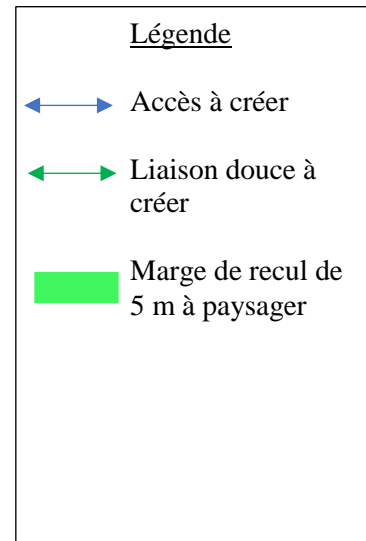 Légende
Accès à créer
Liaison douce à
créer
Marge de recul de
5 m à paysager